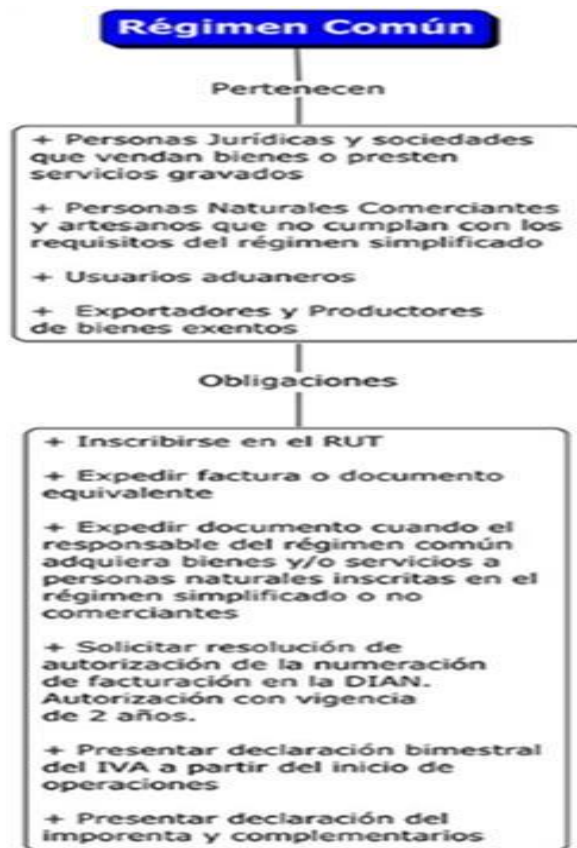 Régimen Común
Pertenecen
+ Personas Jurídicas y sociedades
que vendan bienes o presten
servicios gravados
+ Personas Naturales Comerciantes
y artesanos que no cumplan con los
requisitos del régimen simplificado
+ Usuarios aduaneros
+ Exportadores y Productores
de bienes exentos
Obligaciones
+ Inscribirse en el RUT
+ Expedir factura o documento
equivalente
+ Expedir documento cuando el
responsable del régimen común
adquiera bienes y/o servicios a
personas naturales inscritas en el
régimen simplificado o no
comerciantes
+ Solicitar resolución de
autorización de la numeración
de facturación en la DIAN.
Autorización con vigencia
de 2 años.
+ Presentar declaración bimestral
del IVA a partir del inicio de
operaciones
+ Presentar declaración del
imporenta y complementarios